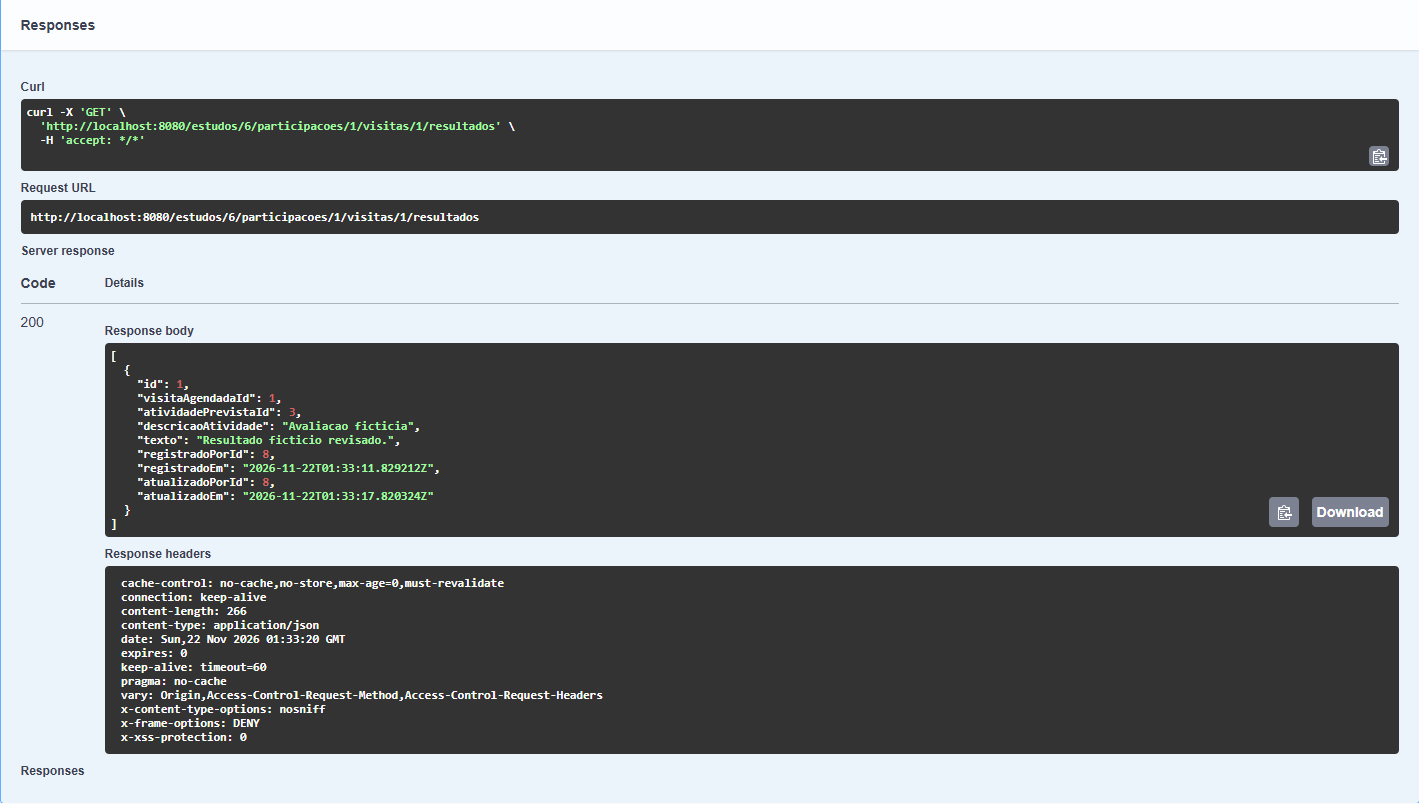 Responses
Curl
curl -X 'GET' \
  'http://localhost:8080/estudos/6/participacoes/1/visitas/1/resultados' \
  -H 'accept: */*'
Request URL
http://localhost:8080/estudos/6/participacoes/1/visitas/1/resultados
Server response
Code Details
200
Response body
[
  {
    "id": 1,
    "visitaAgendadaId": 1,
    "atividadePrevistaId": 3,
    "descricaoAtividade": "Avaliacao ficticia",
    "texto": "Resultado ficticio revisado.",
    "registradoPorId": 8,
    "registradoEm": "2026-11-22T01:33:11.829212Z",
    "atualizadoPorId": 8,
    "atualizadoEm": "2026-11-22T01:33:17.820324Z"
  }
]
Download
Response headers
cache-control: no-cache,no-store,max-age=0,must-revalidate
connection: keep-alive
content-length: 266
content-type: application/json
date: Sun,22 Nov 2026 01:33:20 GMT
expires: 0
keep-alive: timeout=60
pragma: no-cache
vary: Origin,Access-Control-Request-Method,Access-Control-Request-Headers
x-content-type-options: nosniff
x-frame-options: DENY
x-xss-protection: 0
Responses